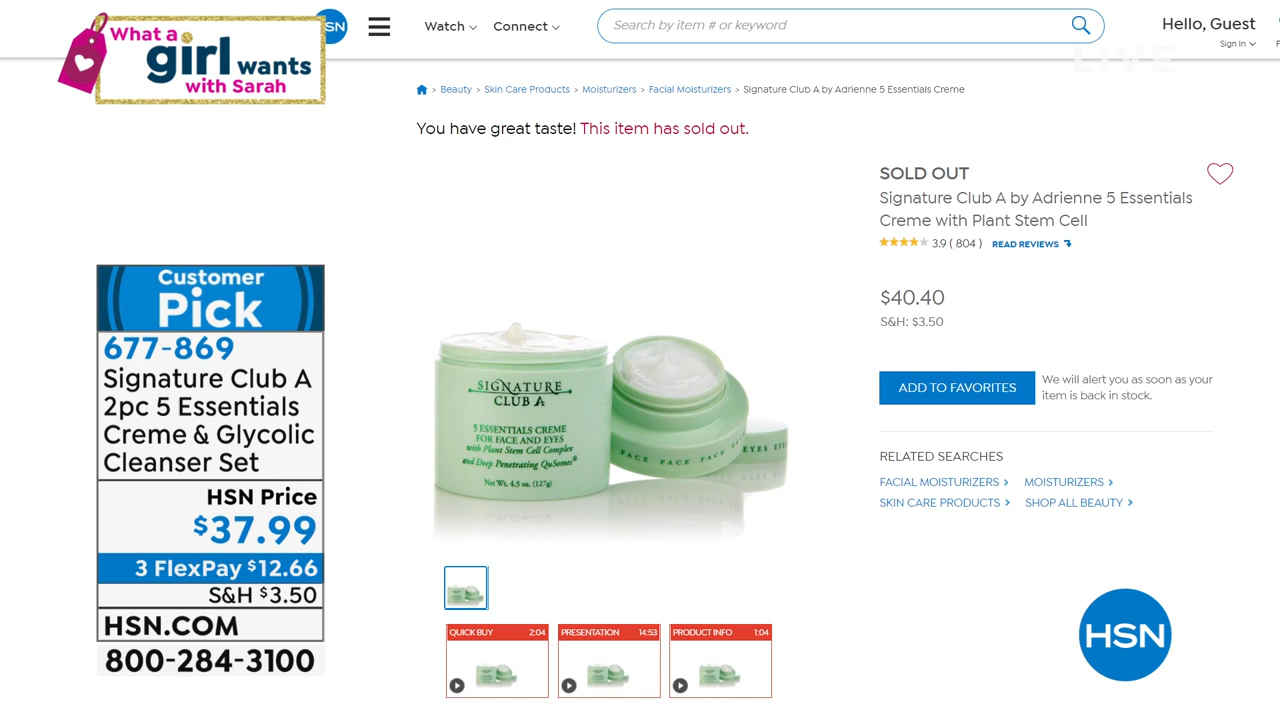 What a
girl wants
with Sarah
SN
Watch
Connect
Search by item # or keyword
Hello, Guest
Sign In
F
LIVE
> Beauty > Skin Care Products > Moisturizers > Facial Moisturizers > Signature Club A by Adrienne 5 Essentials Creme
You have great taste! This item has sold out.
SOLD OUT
Signature Club A by Adrienne 5 Essentials
Creme with Plant Stem Cell
3.9 ( 804 ) READ REVIEWS
$40.40
S&H: $3.50
ADD TO FAVORITES
We will alert you as soon as your
item is back in stock.
RELATED SEARCHES
FACIAL MOISTURIZERS > MOISTURIZERS >
SKIN CARE PRODUCTS > SHOP ALL BEAUTY >
Customer
Pick
677-869
Signature Club A
2pc 5 Essentials
Creme & Glycolic
Cleanser Set
HSN Price
$37.99
3 FlexPay $12.66
S&H $3.50
HSN.COM
800-284-3100
SIGNATURE
CLUB A
5 ESSENTIALS CREME
FOR FACE AND EYES
with Plant Stem Cell Complex
and Deep Penetrating QuSomes®
Net Wt. 4.5 oz. (127g)
FACE FACE FACE FACE
EYES EYES
QUICK BUY 2:04
PRESENTATION 14:53
PRODUCT INFO 1:04
HSN